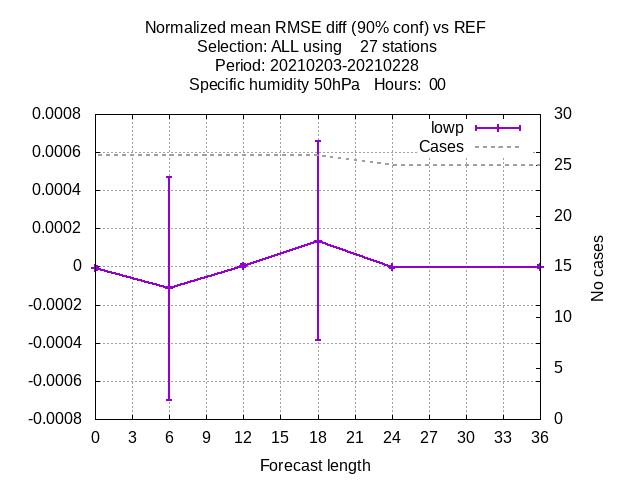 Normalized mean RMSE diff (90% conf) vs REF
Selection: ALL using    27 stations
Period: 20210203-20210228
Specific humidity 50hPa   Hours:  00
lowp
Cases
0.0008
0.0006
0.0004
0.0002
0
-0.0002
-0.0004
-0.0006
-0.0008
30
25
20
15
10
5
0
No cases
0 3 6 9 12 15 18 21 24 27 30 33 36
Forecast length